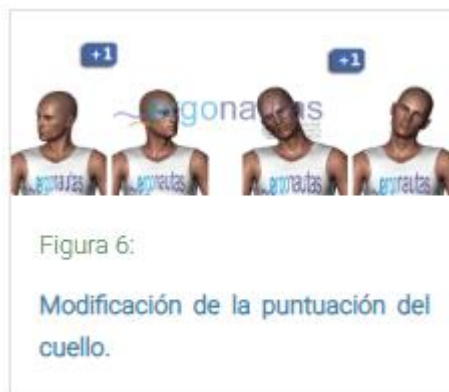 +1
+1
ergonautas
ergonautas
ergonautas
ergonautas
ergonautas
Figura 6:
Modificación de la puntuación del
cuello.